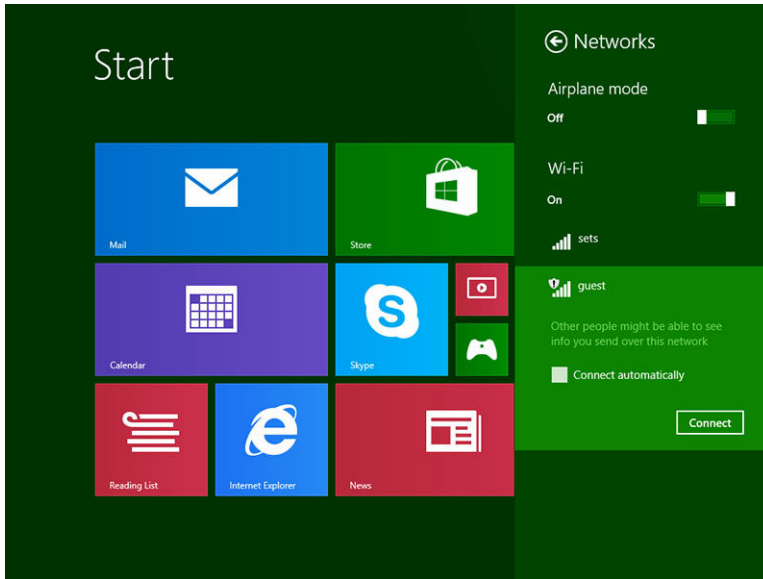 Start
Mail
Store
Calendar
S
Skype
Reading List
Internet Explorer
News
Networks
Airplane mode
Off
Wi-Fi
On
sets
guest
Other people might be able to see
info you send over this network
Connect automatically
Connect